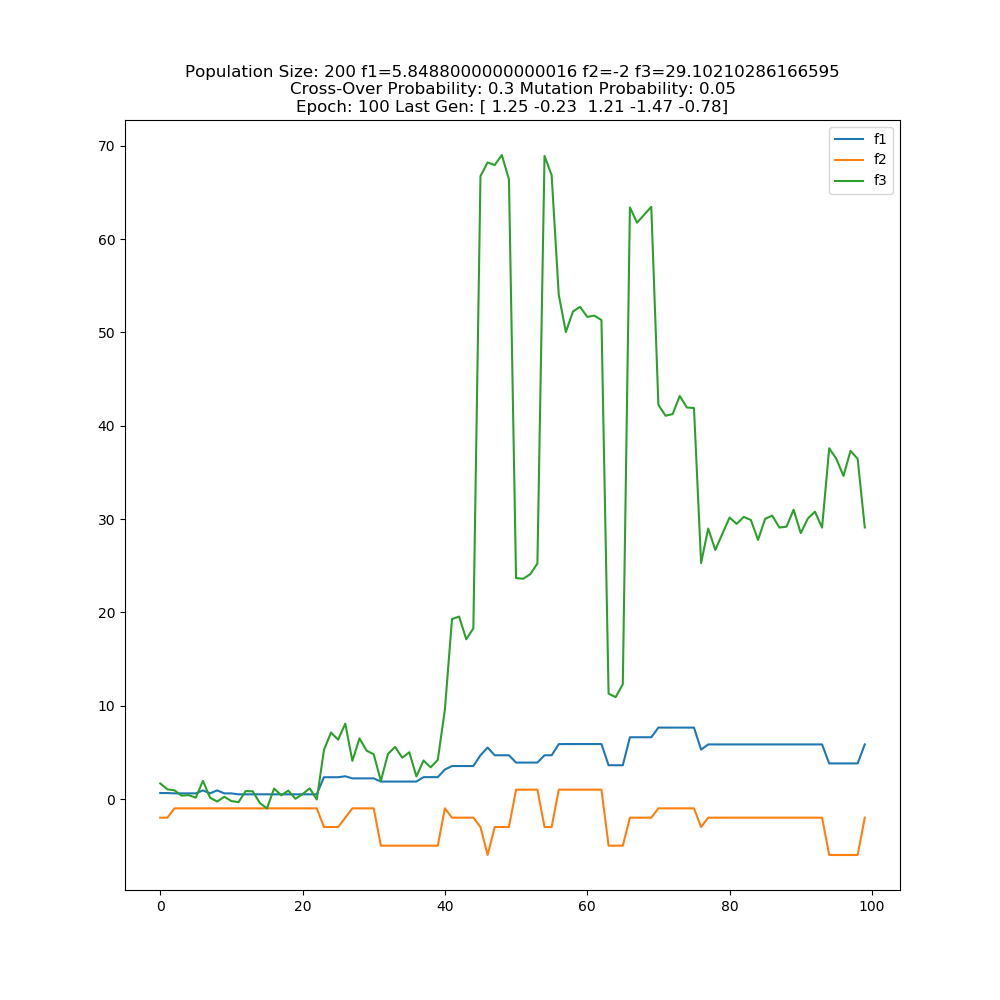 Population Size: 200 f1=5.8488000000000016 f2=-2 f3=29.10210286166595
Cross-Over Probability: 0.3 Mutation Probability: 0.05
Epoch: 100 Last Gen: [ 1.25 -0.23  1.21 -1.47 -0.78]
f1
f2
f3
70
60
50
40
30
20
10
0
0 20 40 60 80 100